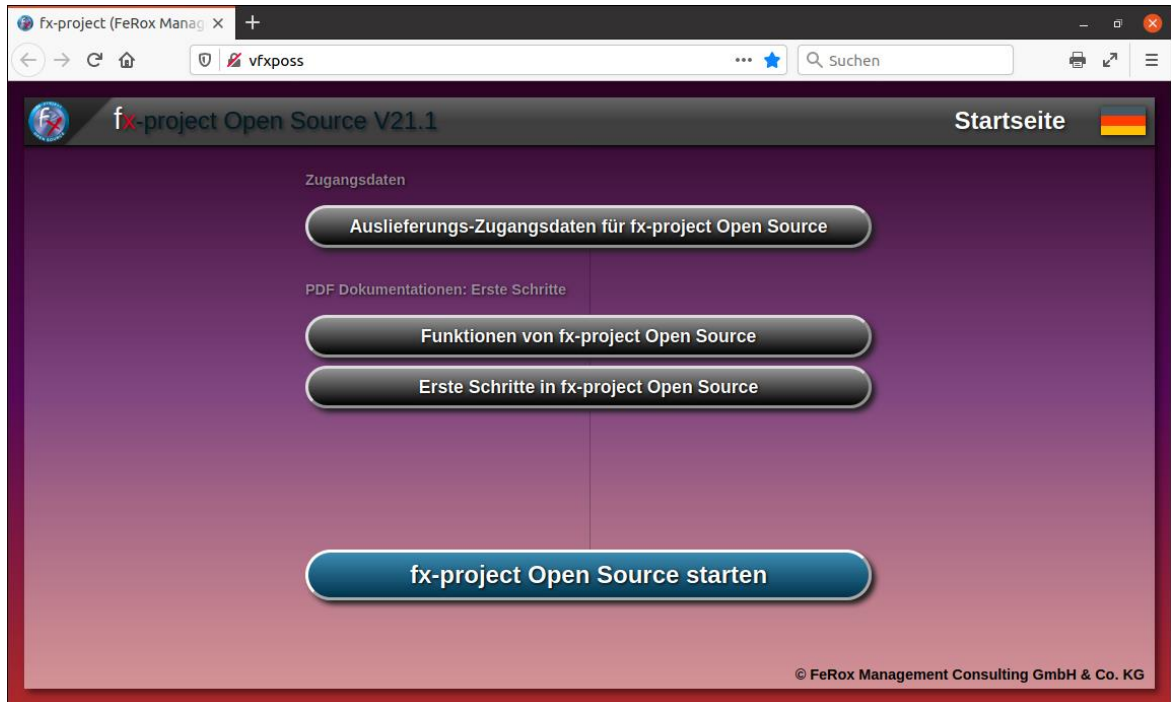 fx-project (FeRox Manag
vfxposs
Suchen
fx
fx-project Open Source V21.1
Startseite
Zugangsdaten
Auslieferungs-Zugangsdaten für fx-project Open Source
PDF Dokumentationen: Erste Schritte
Funktionen von fx-project Open Source
Erste Schritte in fx-project Open Source
fx-project Open Source starten
© FeRox Management Consulting GmbH & Co. KG